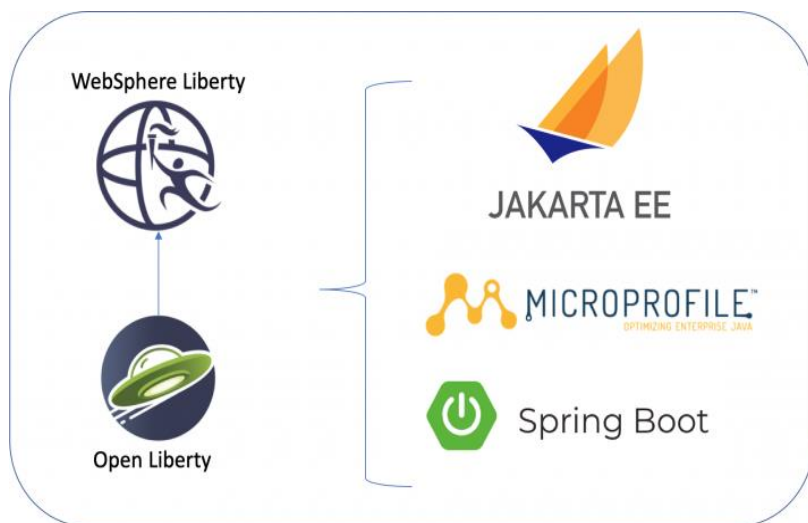 WebSphere Liberty
Open Liberty
JAKARTA EE
MICROPROFILE™
OPTIMIZING ENTERPRISE JAVA
Spring Boot